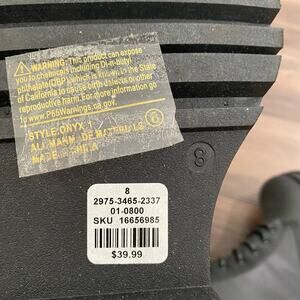 WARNING: This product can expose
you to chemicals including Di-n-butyl
phthalate(DBP), which is known in the State
of California to cause birth defects or other
reproductive harm. For more information go
to www.P65Warnings.ca.gov.
STYLE: ONYX 1
ALL MAN MADE MATERIALS 6
MADE CHINA
8
8
2975-3465-2337
01-0800
SKU 16656985
$39.99